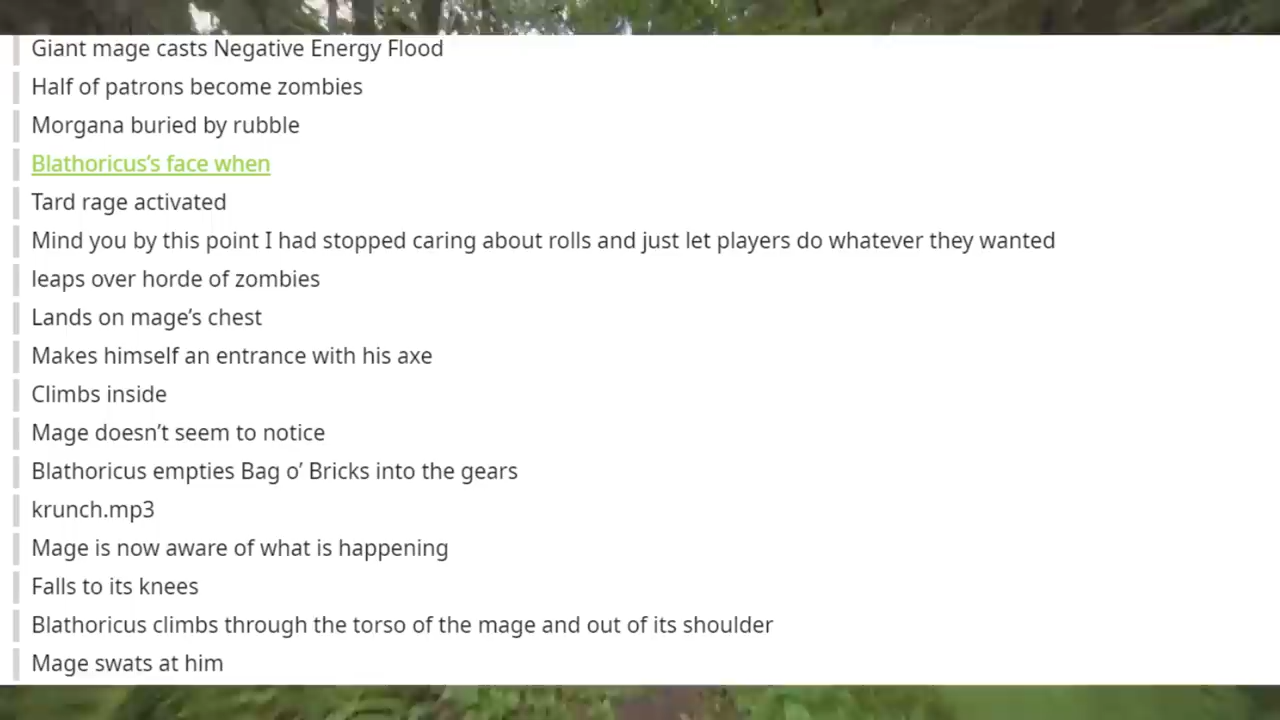 Giant mage casts Negative Energy Flood
Half of patrons become zombies
Morgana buried by rubble
Blathoricus’s face when
Tard rage activated
Mind you by this point I had stopped caring about rolls and just let players do whatever they wanted
leaps over horde of zombies
Lands on mage’s chest
Makes himself an entrance with his axe
Climbs inside
Mage doesn’t seem to notice
Blathoricus empties Bag o’ Bricks into the gears
krunch.mp3
Mage is now aware of what is happening
Falls to its knees
Blathoricus climbs through the torso of the mage and out of its shoulder
Mage swats at him